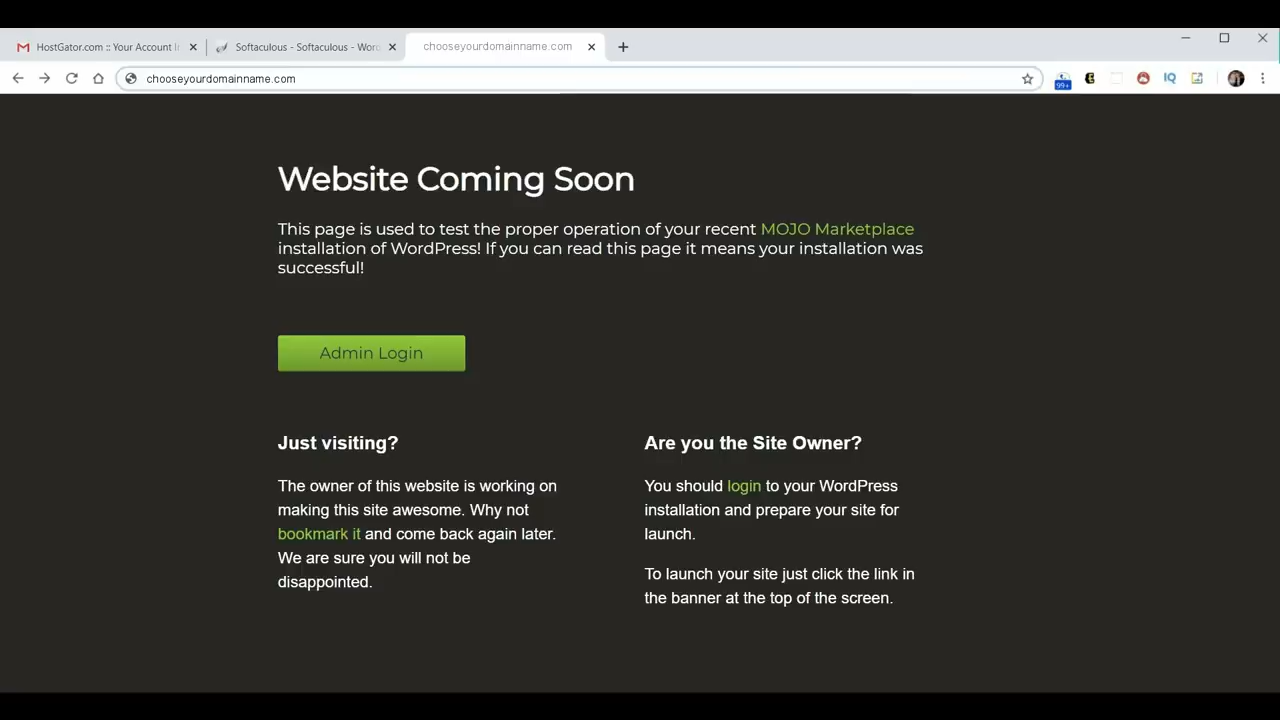 HostGator.com :: Your Account I
Softaculous - Softaculous - Wor
chooseyourdomainname.com
chooseyourdomainname.com
99+
IQ
Website Coming Soon
This page is used to test the proper operation of your recent MOJO Marketplace
installation of WordPress! If you can read this page it means your installation was
successful!
Admin Login
Just visiting?
The owner of this website is working on
making this site awesome. Why not
bookmark it and come back again later.
We are sure you will not be
disappointed.
Are you the Site Owner?
You should login to your WordPress
installation and prepare your site for
launch.
To launch your site just click the link in
the banner at the top of the screen.